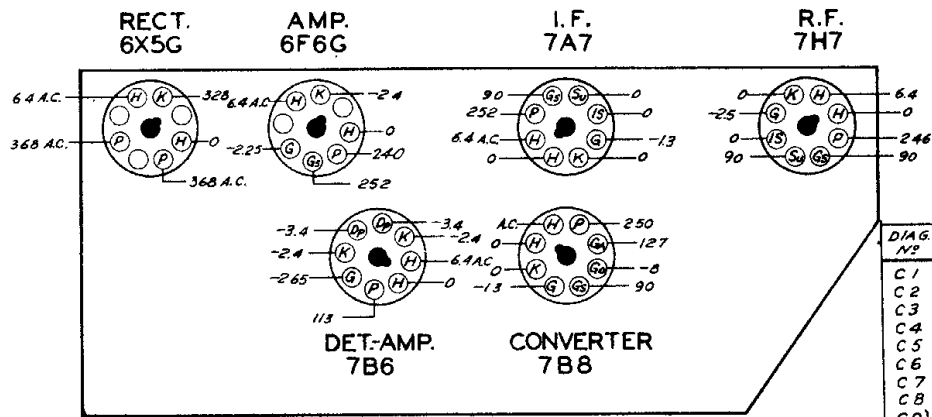 RECT. AMP. I.F. R.F.
6X5G 6F6G 7A7 7H7
6.4 A.C. H K 328
368 A.C. P P H 0
368 A.C.
6.4 A.C. H K -24
-2.25 G Gs P H 0
240
252
90 Gs Su 0
252 P IS 0
6.4 A.C. H G -1.3
0 H K 0
0 K H 6.4
-25 G H 0
0 IS P 246
90 Su Gs 90
-3.4 DP DP -3.4
-2.4 K K -2.4
-265 G H 6.4 A.C
P H 0
113
A.C. H P 250
0 H GA 127
0 K Go -8
-13 G Gs 90
DET.-AMP. CONVERTER
7B6 7B8
DIAG.
Nº
C1
C2
C3
C4
C5
C6
C7
C8